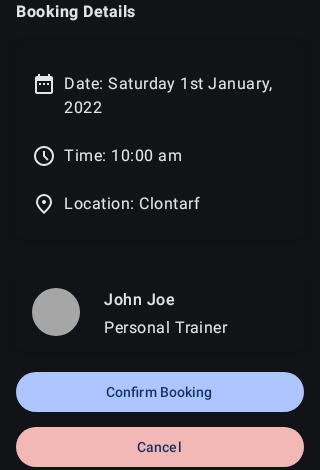 Booking Details
Date: Saturday 1st January,
2022
Time: 10:00 am
Location: Clontarf
John Joe
Personal Trainer
Confirm Booking
Cancel